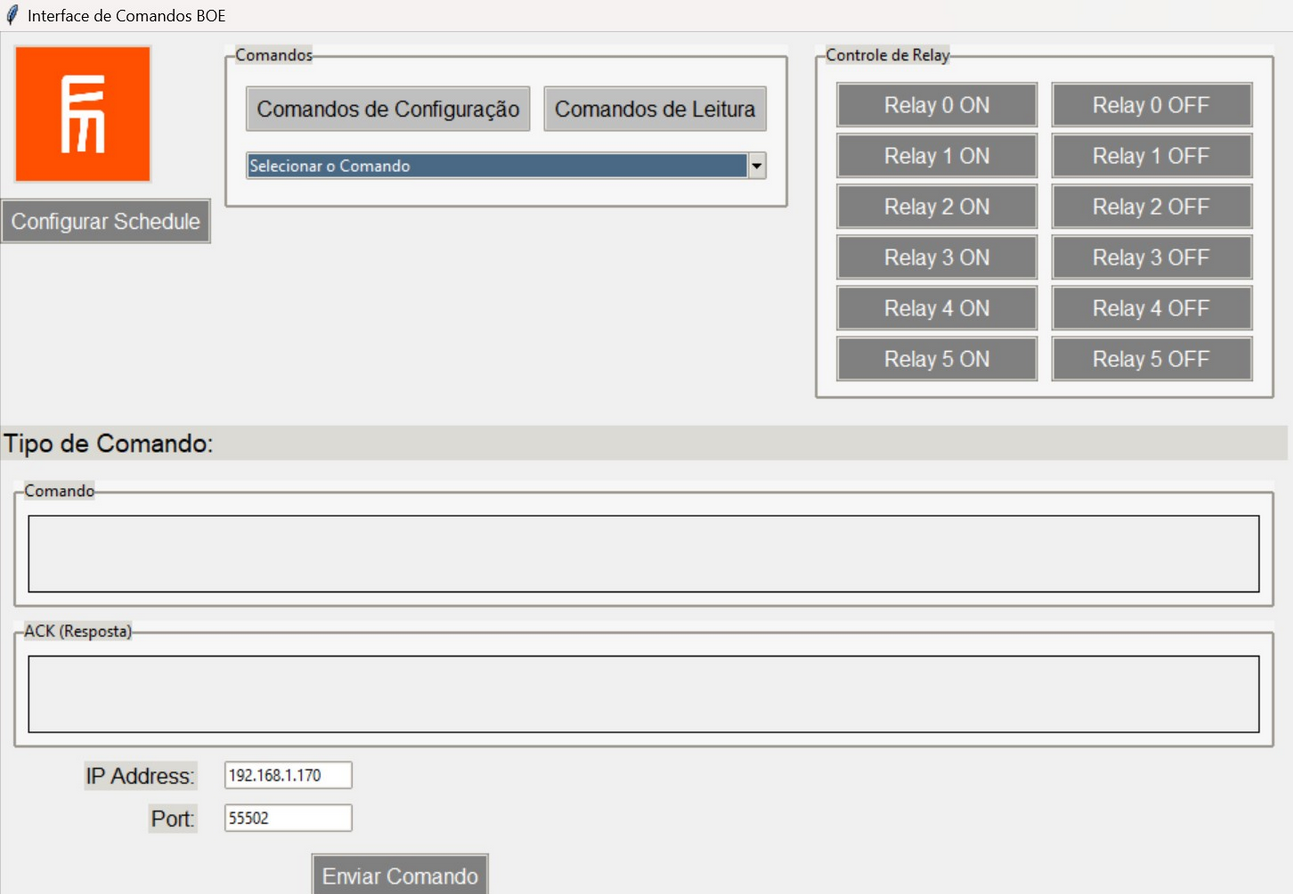 Interface de Comandos BOE
Comandos
Comandos de Configuração Comandos de Leitura
Selecionar o Comando
Configurar Schedule
Controle de Relay
Relay 0 ON Relay 0 OFF
Relay 1 ON Relay 1 OFF
Relay 2 ON Relay 2 OFF
Relay 3 ON Relay 3 OFF
Relay 4 ON Relay 4 OFF
Relay 5 ON Relay 5 OFF
Tipo de Comando:
Comando
ACK (Resposta)
IP Address: 192.168.1.170
Port: 55502
Enviar Comando